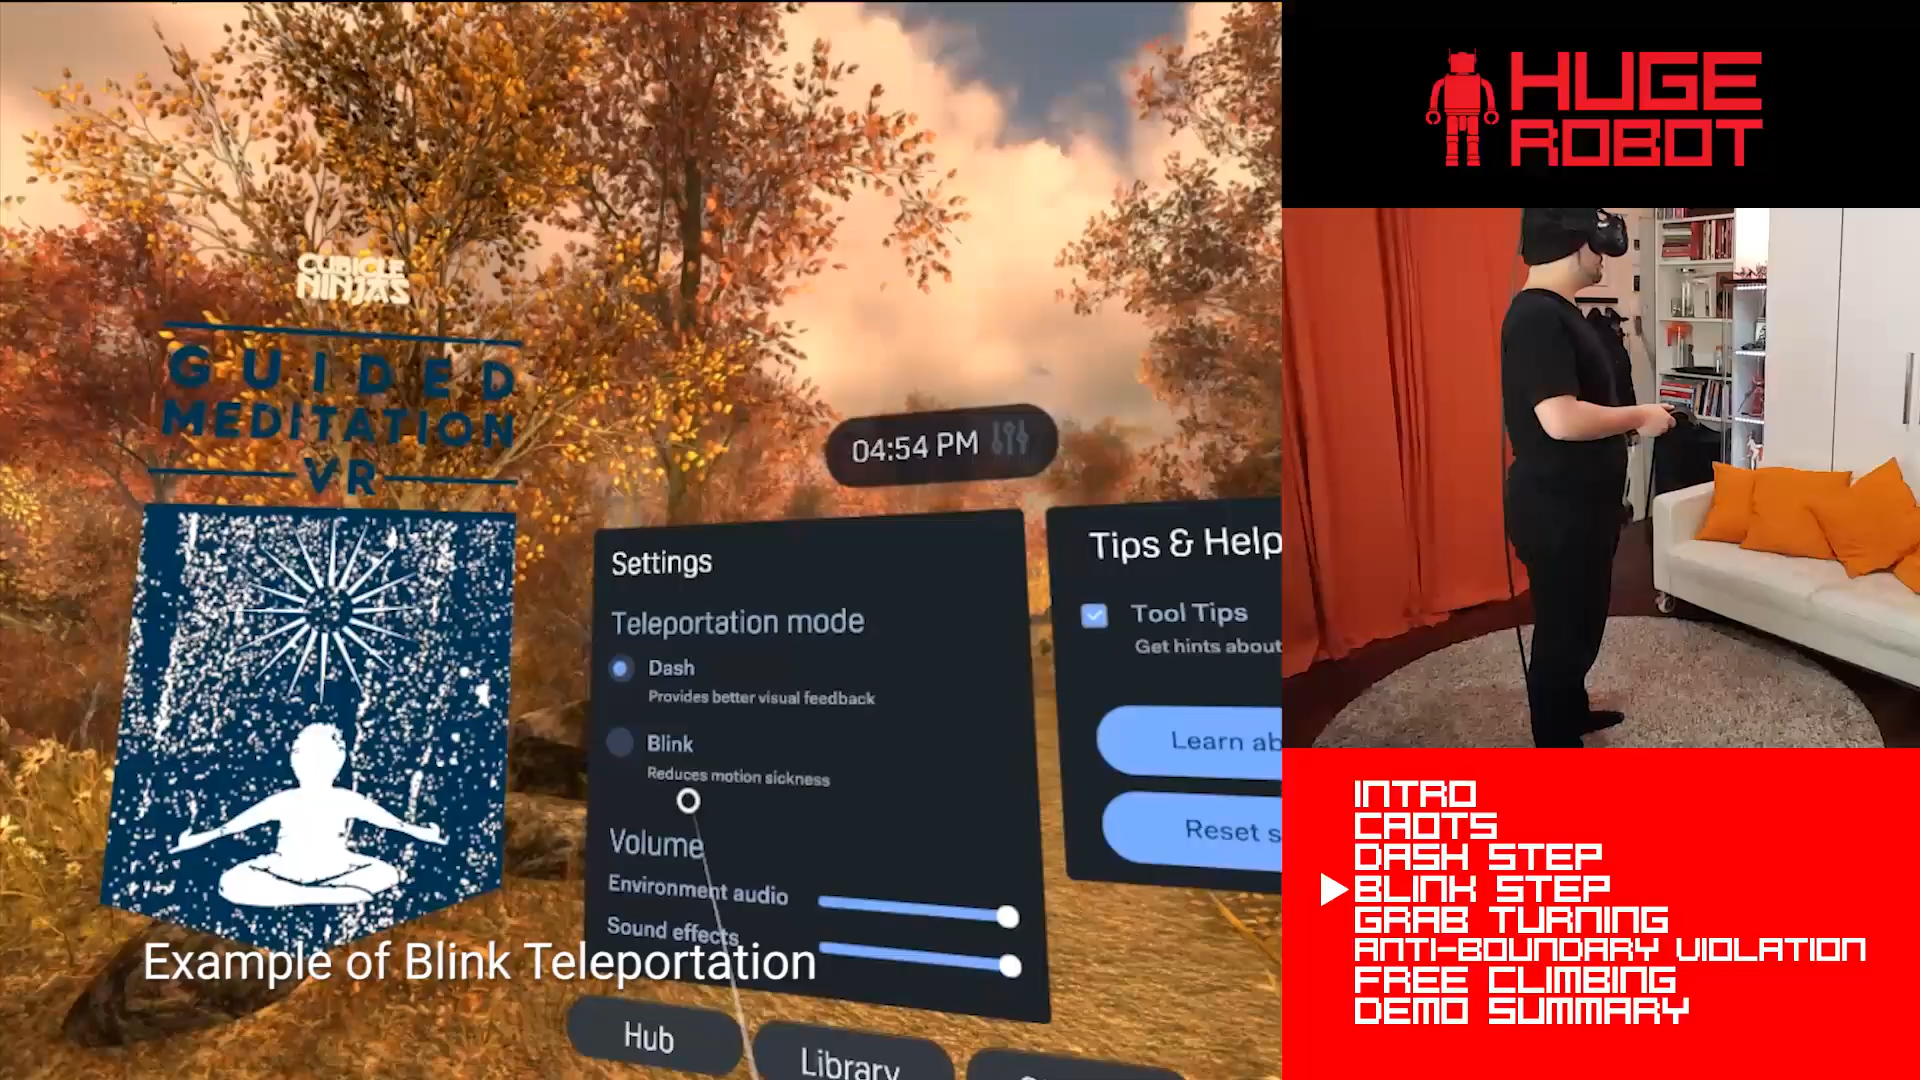 CUBICLE
NINJAS
GUIDED
MEDITATION
VR
04:54 PM
Settings
Teleportation mode
Dash
Provides better visual feedback
Blink
Reduces motion sickness
Volume
Environment audio
Sound effects
Tips & Help
Tool Tips
Get hints about
Learn ab
Reset s
Hub
Library
Example of Blink Teleportation
HUGE
ROBOT
INTRO
CAOTS
DASH STEP
BLINK STEP
GRAB TURNING
ANTI-BOUNDARY VIOLATION
FREE CLIMBING
DEMO SUMMARY